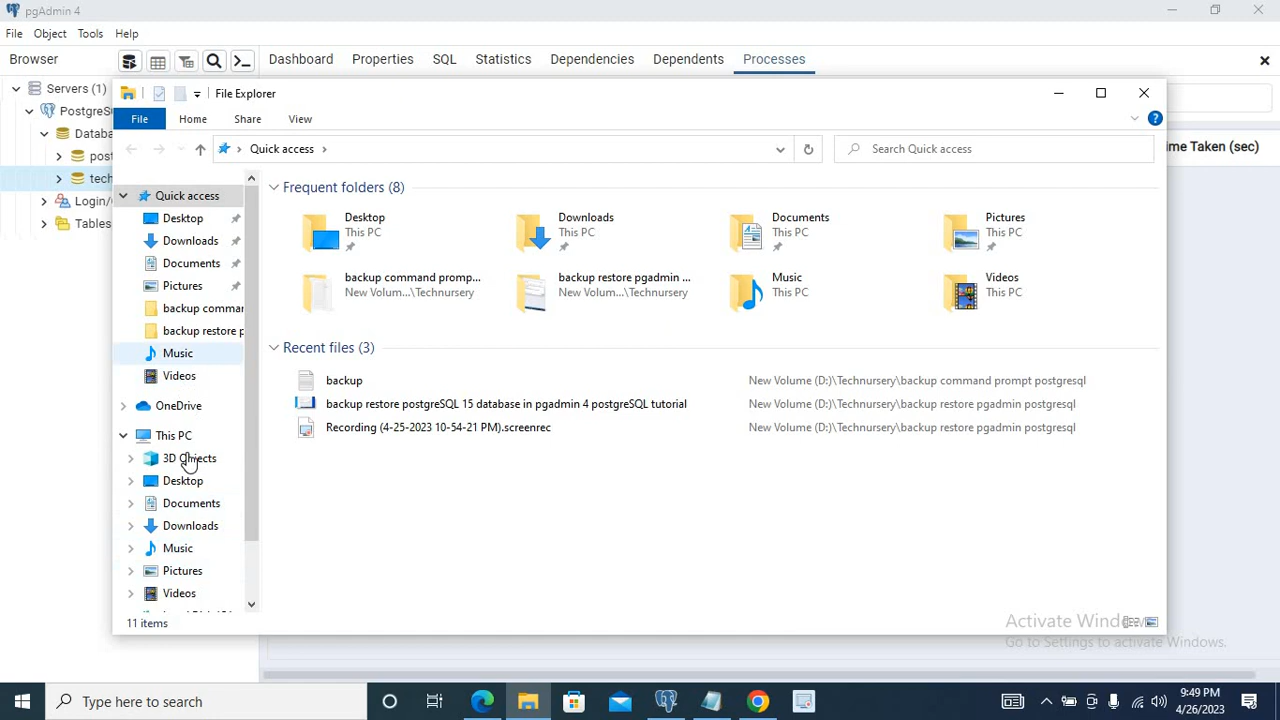 pgAdmin 4
File Object Tools Help
Browser
Dashboard Properties SQL Statistics Dependencies Dependents Processes
Servers (1)
PostgreSQ
Databa
post
tech
Login/
Tables
ime Taken (sec)
File Explorer
File Home Share View
Quick access
Search Quick access
Quick access
Desktop
Downloads
Documents
Pictures
backup comma
backup restore p
Music
Videos
OneDrive
This PC
3D Objects
Desktop
Documents
Downloads
Music
Pictures
Videos
Frequent folders (8)
Desktop
This PC
Downloads
This PC
Documents
This PC
Pictures
This PC
backup command promp...
New Volum...\Technursery
backup restore pgadmin ...
New Volum...\Technursery
Music
This PC
Videos
This PC
Recent files (3)
backup New Volume (D:)\Technursery\backup command prompt postgresql
backup restore postgreSQL 15 database in pgadmin 4 postgreSQL tutorial New Volume (D:)\Technursery\backup restore pgadmin postgresql
Recording (4-25-2023 10-54-21 PM).screenrec New Volume (D:)\Technursery\backup restore pgadmin postgresql
11 items
Activate Windows
Go to Settings to activate Windows.
Type here to search
9:49 PM
4/26/2023